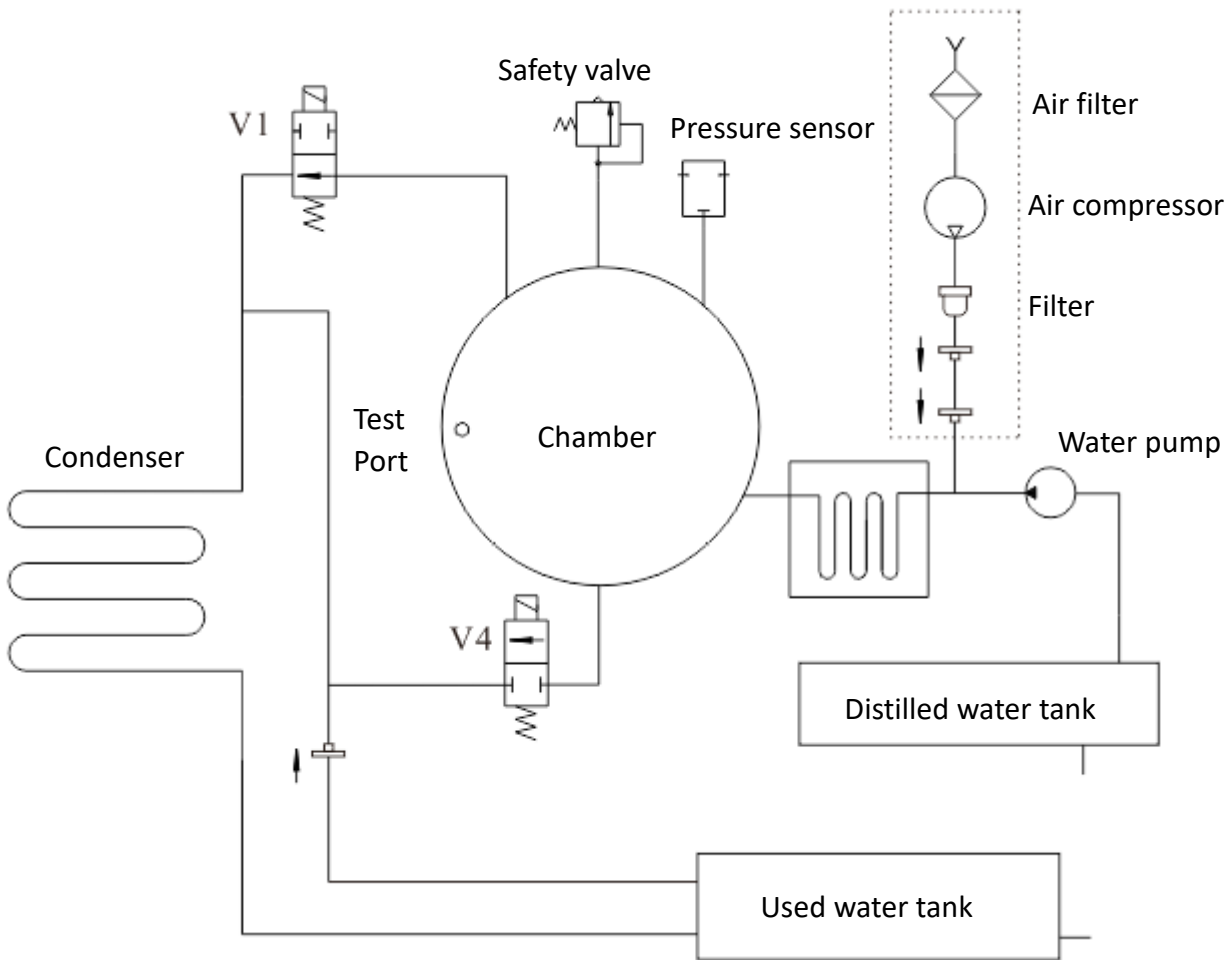 Safety valve
V1
Pressure sensor
Air filter
Air compressor
Filter
Test
Port
Chamber
Condenser
Water pump
V4
Distilled water tank
Used water tank